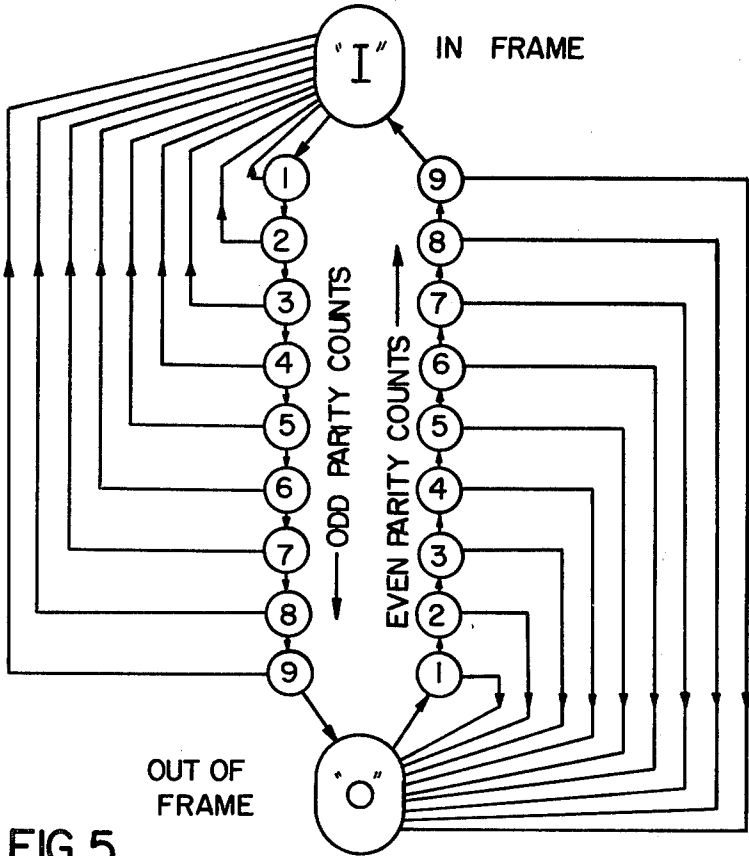 "I"
IN FRAME
1
2
3
4
5
6
7
8
9
ODD PARITY COUNTS
EVEN PARITY COUNTS
9
8
7
6
5
4
3
2
1
OUT OF
FRAME
"O"
FIG.5